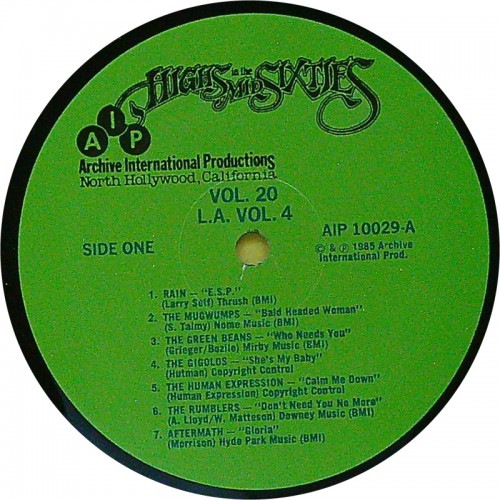 HIGHS in the MID SIXTIES
AIP
Archive International Productions
North Hollywood, California
VOL. 20
L.A. VOL. 4
SIDE ONE
AIP 10029-A
© & ℗ 1985 Archive
International Prod.
1. RAIN — "E.S.P."
(Larry Self) Thrush (BMI)
2. THE MUGWUMPS — "Bald Headed Woman"
(S. Talmy) Nome Music (BMI)
3. THE GREEN BEANS — "Who Needs You"
(Grieger/Bozile) Mirby Music (BMI)
4. THE GIGOLOS — "She's My Baby"
(Hutman) Copyright Control
5. THE HUMAN EXPRESSION — "Calm Me Down"
(Human Expression) Copyright Control
6. THE RUMBLERS — "Don't Need You No More"
(A. Lloyd/W. Matteson) Downey Music (BMI)
7. AFTERMATH — "Gloria"
(Morrison) Hyde Park Music (BMI)